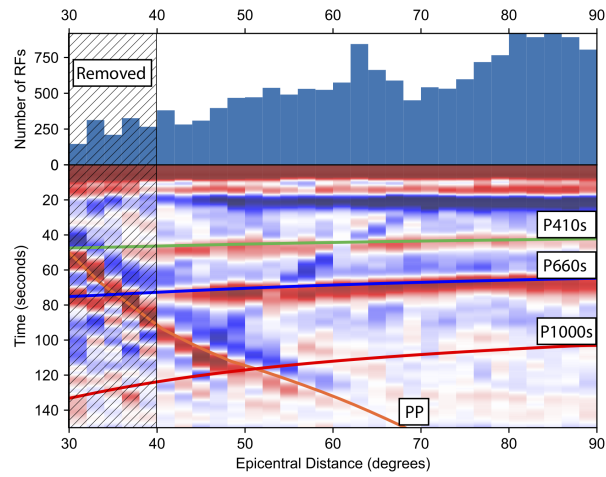 30 40 50 60 70 80 90
Number of RFs
750
500
250
0
Removed
Time (seconds)
20
40
60
80
100
120
140
P410s
P660s
P1000s
PP
30 40 50 60 70 80 90
Epicentral Distance (degrees)